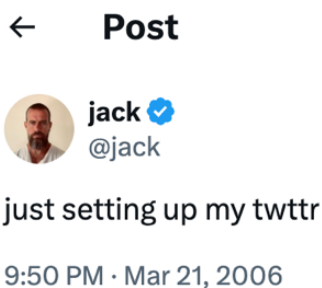 Post
jack
@jack
just setting up my twttr
9:50 PM · Mar 21, 2006